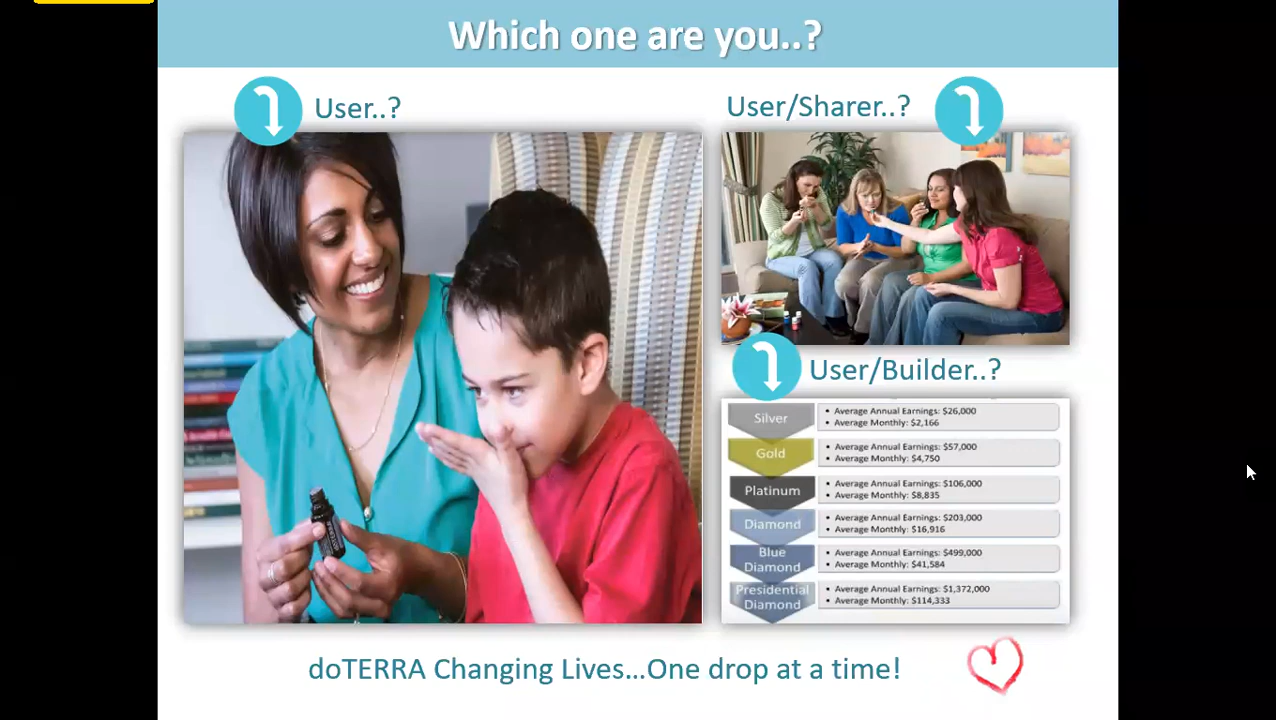 Which one are you..?
User..?
User/Sharer..?
User/Builder..?
Silver
• Average Annual Earnings: $26,000
• Average Monthly: $2,166
Gold
• Average Annual Earnings: $57,000
• Average Monthly: $4,750
Platinum
• Average Annual Earnings: $106,000
• Average Monthly: $8,835
Diamond
• Average Annual Earnings: $203,000
• Average Monthly: $16,916
Blue
Diamond
• Average Annual Earnings: $499,000
• Average Monthly: $41,584
Presidential
Diamond
• Average Annual Earnings: $1,372,000
• Average Monthly: $114,333
doTERRA Changing Lives...One drop at a time!